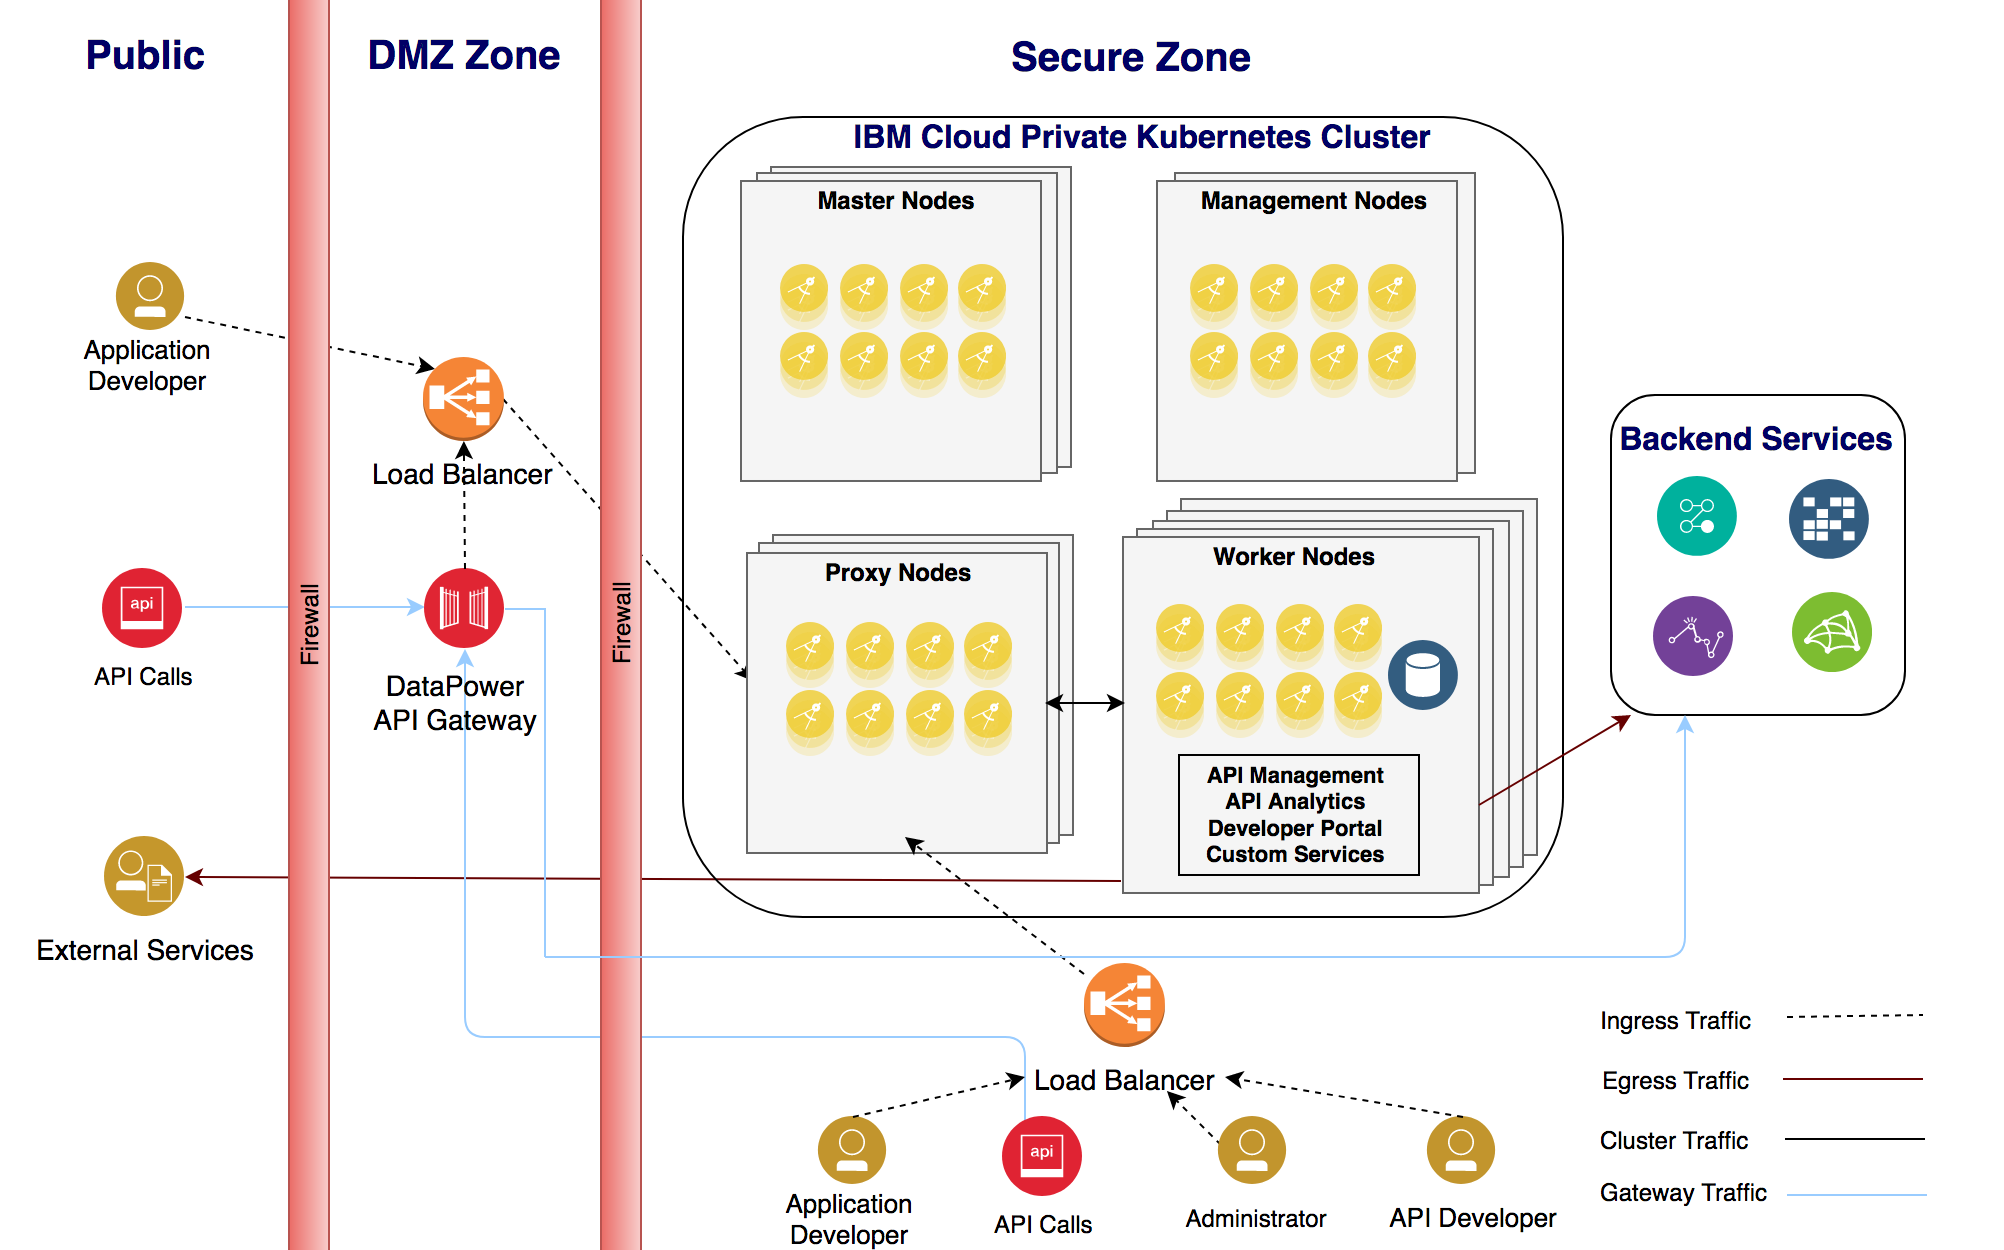 Public
DMZ Zone
Secure Zone
IBM Cloud Private Kubernetes Cluster
Master Nodes
Management Nodes
Application
Developer
Load Balancer
Backend Services
Proxy Nodes
Worker Nodes
api
API Calls
Firewall
Firewall
DataPower
API Gateway
API Management
API Analytics
Developer Portal
Custom Services
External Services
Load Balancer
Application
Developer
api
API Calls
Administrator
API Developer
Ingress Traffic
Egress Traffic
Cluster Traffic
Gateway Traffic